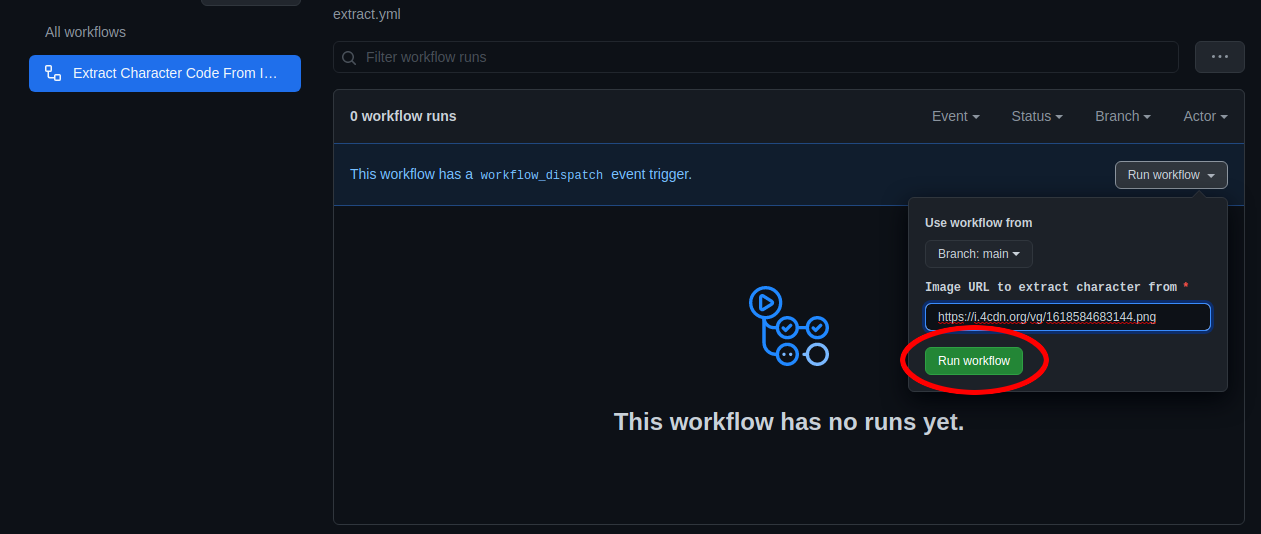 extract.yml
All workflows
Filter workflow runs
Extract Character Code From I…
0 workflow runs
Event
Status
Branch
Actor
This workflow has a workflow_dispatch event trigger.
Run workflow
Use workflow from
Branch: main
Image URL to extract character from *
https://i.4cdn.org/vg/1618584683144.png
Run workflow
This workflow has no runs yet.